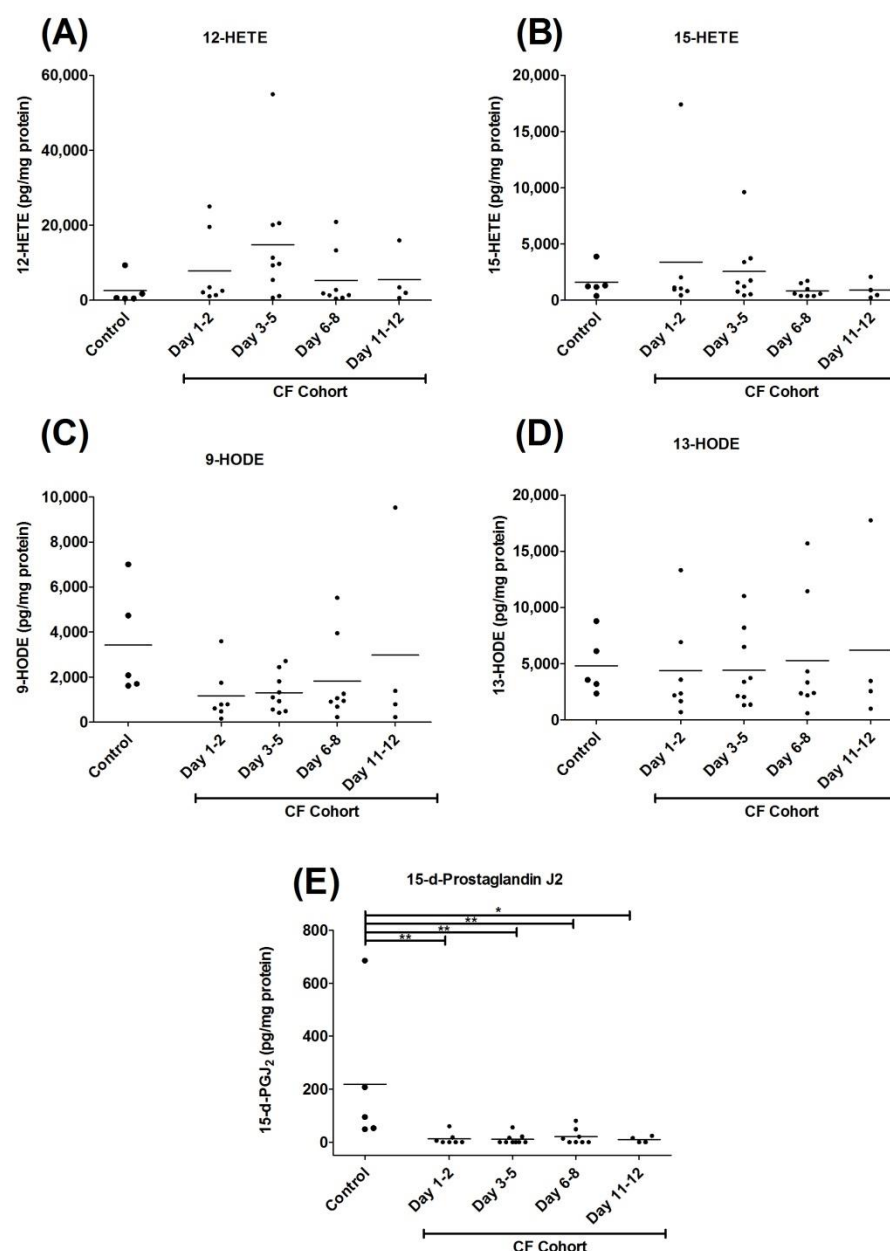 (A)
12-HETE
12-HETE (pg/mg protein)
60,000
40,000
20,000
0
Control
Day 1-2
Day 3-5
Day 6-8
Day 11-12
CF Cohort
(B)
15-HETE
15-HETE (pg/mg protein)
20,000
15,000
10,000
5,000
0
Control
Day 1-2
Day 3-5
Day 6-8
Day 11-12
CF Cohort
(C)
9-HODE
9-HODE (pg/mg protein)
10,000
8,000
6,000
4,000
2,000
0
Control
Day 1-2
Day 3-5
Day 6-8
Day 11-12
CF Cohort
(D)
13-HODE
13-HODE (pg/mg protein)
20,000
15,000
10,000
5,000
0
Control
Day 1-2
Day 3-5
Day 6-8
Day 11-12
CF Cohort
(E)
15-d-Prostaglandin J2
15-d-PGJ₂ (pg/mg protein)
*
**
**
**
800
600
400
200
0
Control
Day 1-2
Day 3-5
Day 6-8
Day 11-12
CF Cohort